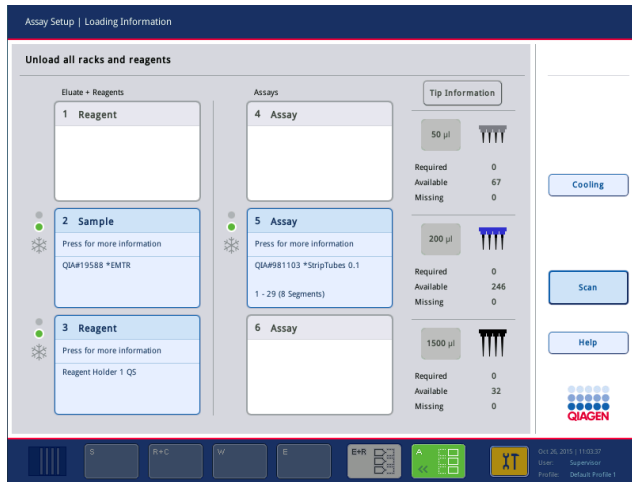 Assay Setup | Loading Information
Unload all racks and reagents
Eluate + Reagents
1 Reagent
2 Sample
Press for more information
QIA#19588 *EMTR
3 Reagent
Press for more information
Reagent Holder 1 QS
Assays
4 Assay
5 Assay
Press for more information
QIA#981103 *StripTubes 0.1
1 - 29 (8 Segments)
6 Assay
Tip Information
50 µl
Required 0
Available 67
Missing 0
200 µl
Required 0
Available 246
Missing 0
1500 µl
Required 0
Available 32
Missing 0
Cooling
Scan
Help
QIAGEN
S
R+C
W
E
E+R
A
Oct 26, 2015 | 11:03:37
User: Supervisor
Profile: Default Profile 1